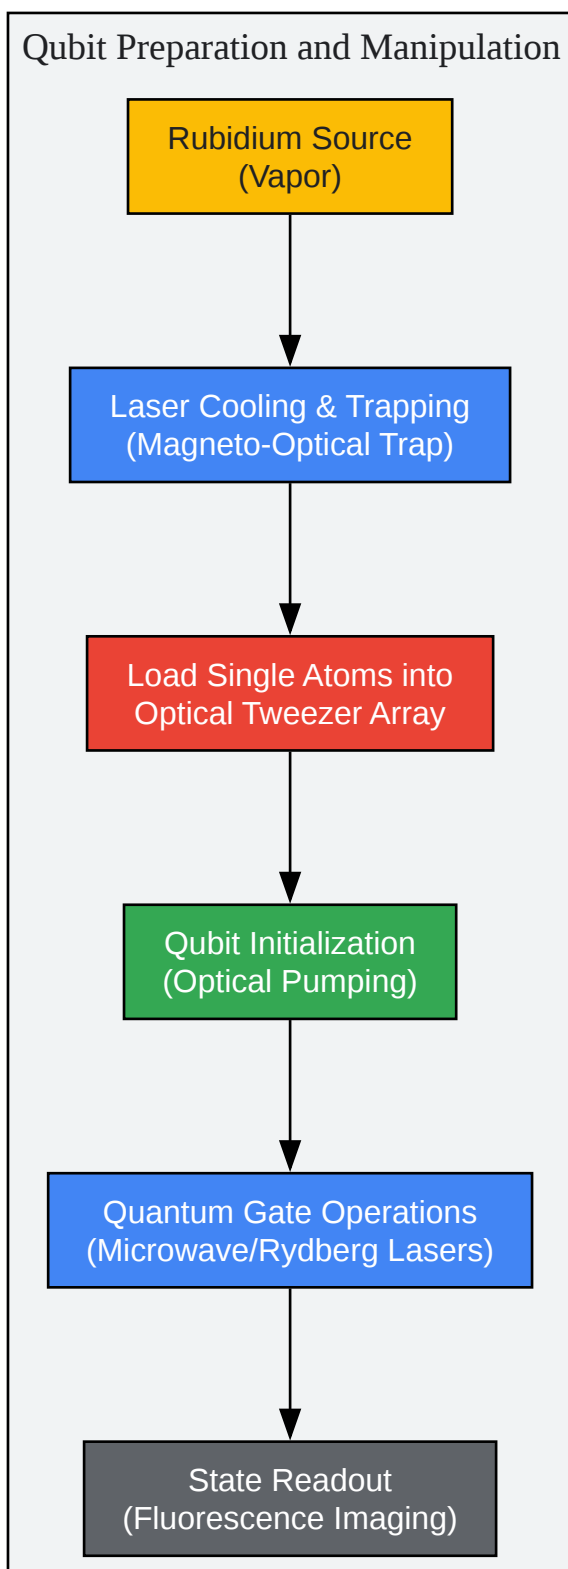 Qubit Preparation and Manipulation
Rubidium Source
(Vapor)
Laser Cooling & Trapping
(Magneto-Optical Trap)
Load Single Atoms into
Optical Tweezer Array
Qubit Initialization
(Optical Pumping)
Quantum Gate Operations
(Microwave/Rydberg Lasers)
State Readout
(Fluorescence Imaging)